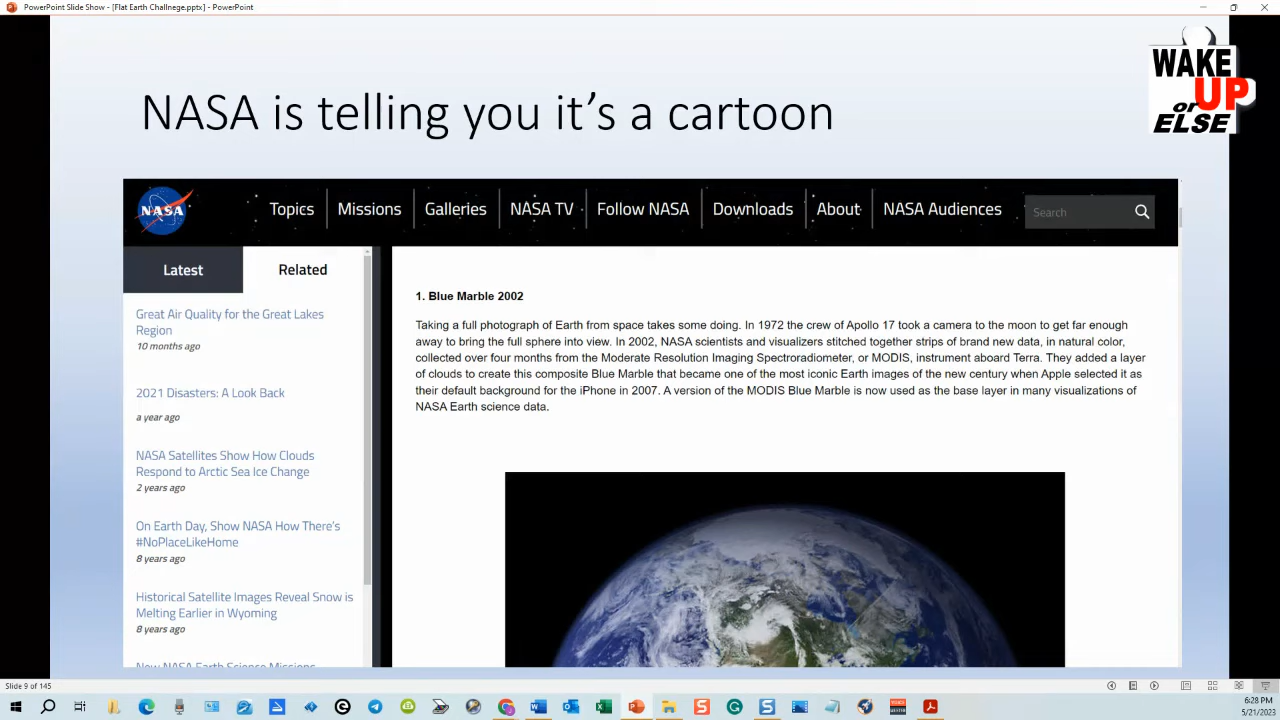 PowerPoint Slide Show - [Flat Earth Challnege.pptx] - PowerPoint
WAKE
UP
or
ELSE
NASA is telling you it's a cartoon
NASA
Topics
Missions
Galleries
NASA TV
Follow NASA
Downloads
About
NASA Audiences
Search
Latest
Related
Great Air Quality for the Great Lakes
Region
10 months ago
2021 Disasters: A Look Back
a year ago
NASA Satellites Show How Clouds
Respond to Arctic Sea Ice Change
2 years ago
On Earth Day, Show NASA How There's
#NoPlaceLikeHome
8 years ago
Historical Satellite Images Reveal Snow is
Melting Earlier in Wyoming
8 years ago
New NASA Earth Science Missions
1. Blue Marble 2002
Taking a full photograph of Earth from space takes some doing. In 1972 the crew of Apollo 17 took a camera to the moon to get far enough
away to bring the full sphere into view. In 2002, NASA scientists and visualizers stitched together strips of brand new data, in natural color,
collected over four months from the Moderate Resolution Imaging Spectroradiometer, or MODIS, instrument aboard Terra. They added a layer
of clouds to create this composite Blue Marble that became one of the most iconic Earth images of the new century when Apple selected it as
their default background for the iPhone in 2007. A version of the MODIS Blue Marble is now used as the base layer in many visualizations of
NASA Earth science data.
Slide 9 of 145
6:28 PM
5/21/2023